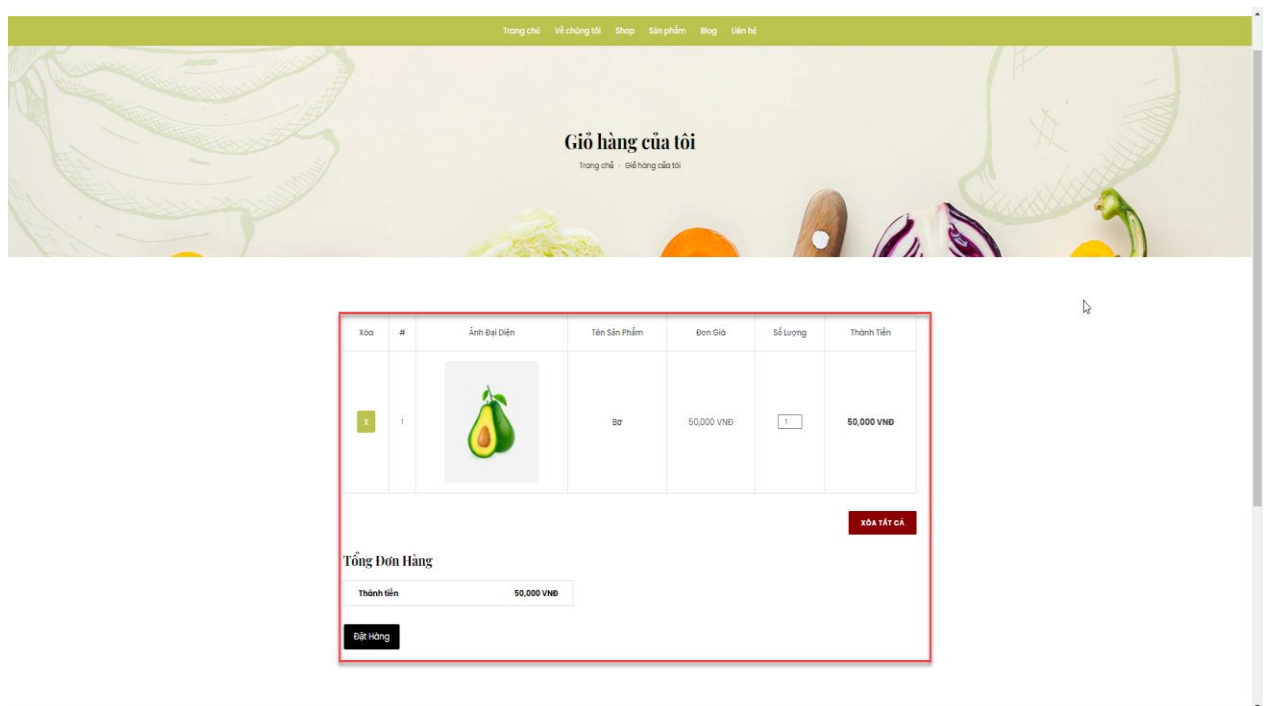 Trang chủ Về chúng tôi Shop Sản phẩm Blog Liên hệ
Giỏ hàng của tôi
Trang chủ - Giỏ hàng của tôi
Xóa # Ảnh Đại Diện Tên Sản Phẩm Đơn Giá Số Lượng Thành Tiền
X 1 Bơ 50,000 VNĐ 1 50,000 VNĐ
XÓA TẤT CẢ
Tổng Đơn Hàng
Thành tiền 50,000 VNĐ
Đặt Hàng